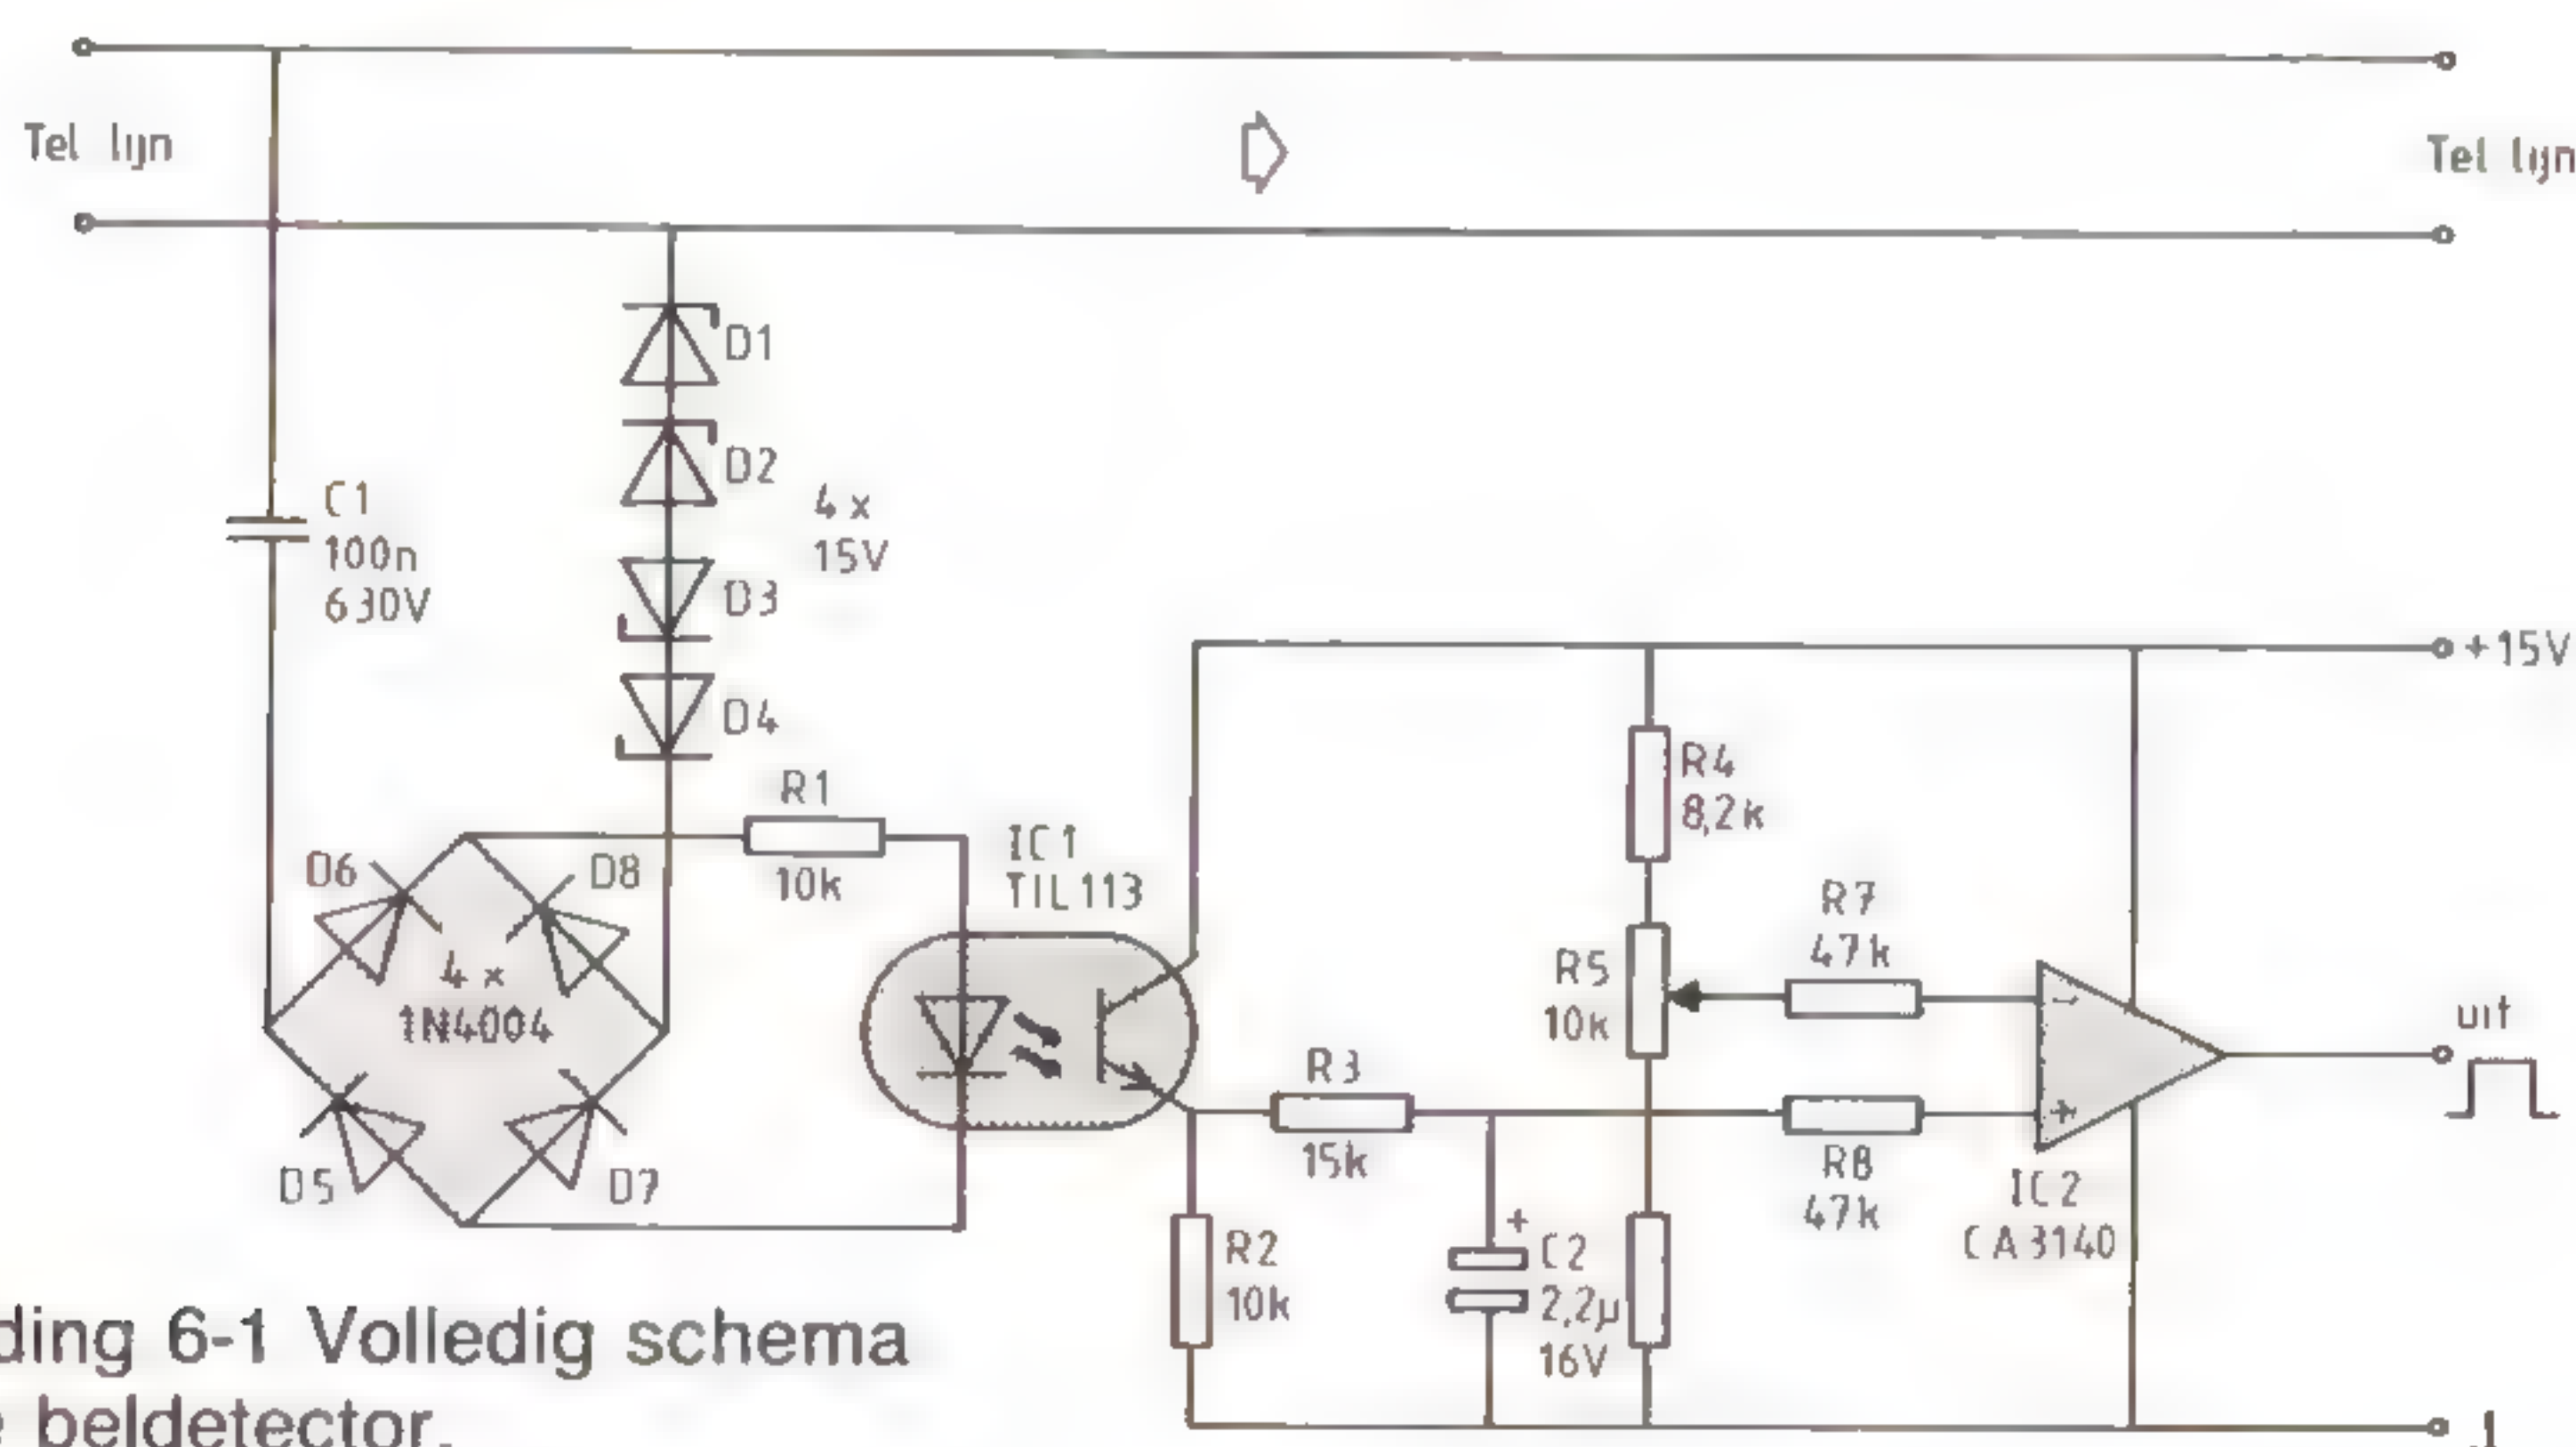 Tel lijn
Tel lijn
D1
D2
4 x
15V
C1
100n
630V
D3
D4
+15V
R1
10k
R4
8,2k
D6
D8
IC1
TIL113
4 x
1N4004
R7
47k
R5
10k
-
uit
R3
15k
+
D5
D7
R8
47k
IC2
CA3140
R2
10k
+
C2
2,2µ
16V
ding 6-1 Volledig schema
beldetector.